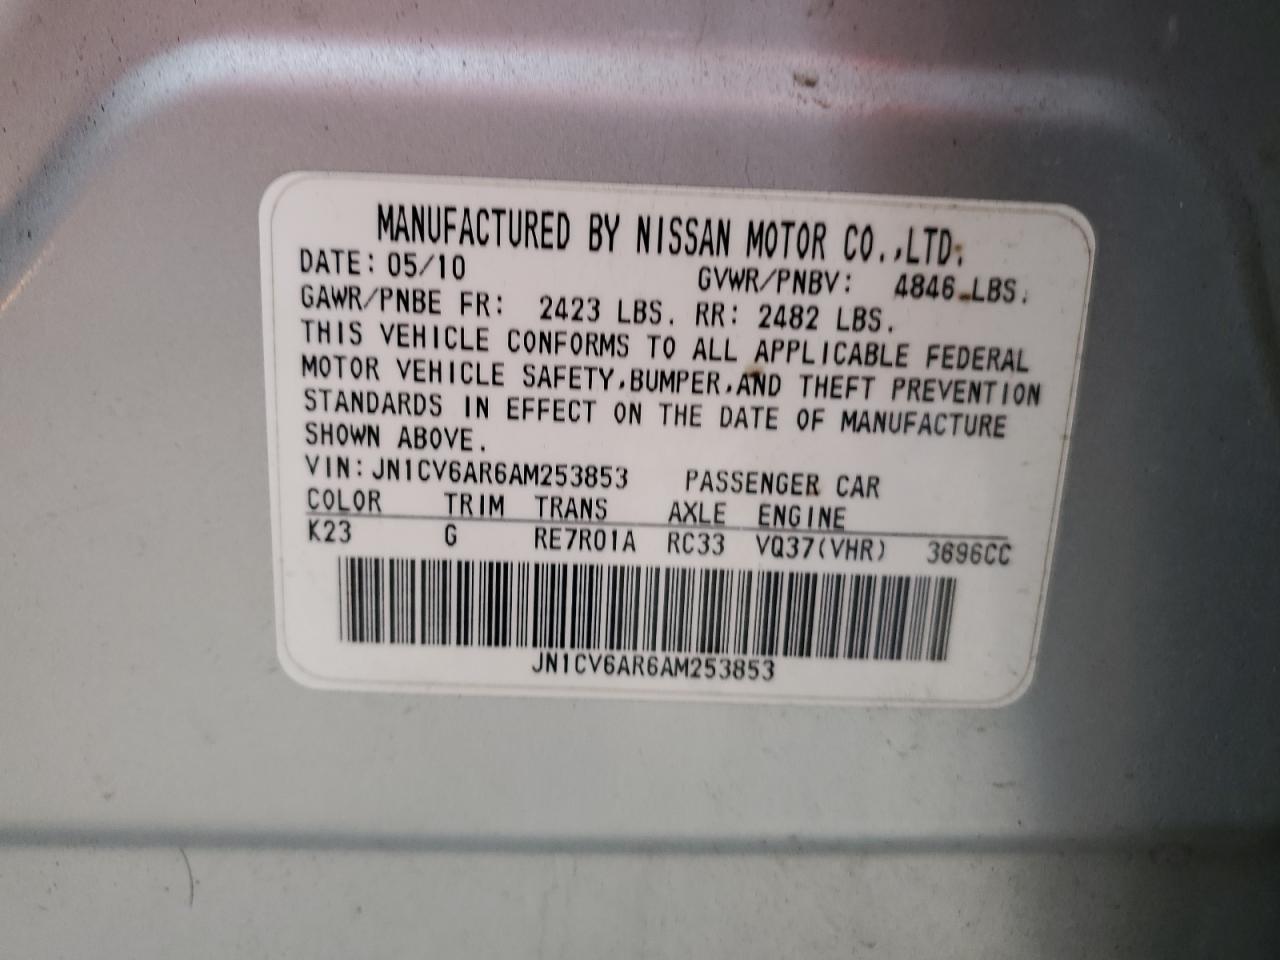 MANUFACTURED BY NISSAN MOTOR CO.,LTD.
DATE: 05/10 GVWR/PNBV: 4846 LBS.
GAWR/PNBE FR: 2423 LBS. RR: 2482 LBS.
THIS VEHICLE CONFORMS TO ALL APPLICABLE FEDERAL
MOTOR VEHICLE SAFETY,BUMPER,AND THEFT PREVENTION
STANDARDS IN EFFECT ON THE DATE OF MANUFACTURE
SHOWN ABOVE.
VIN: JN1CV6AR6AM253853 PASSENGER CAR
COLOR TRIM TRANS AXLE ENGINE
K23 G RE7R01A RC33 VQ37(VHR) 3696CC
JN1CV6AR6AM253853